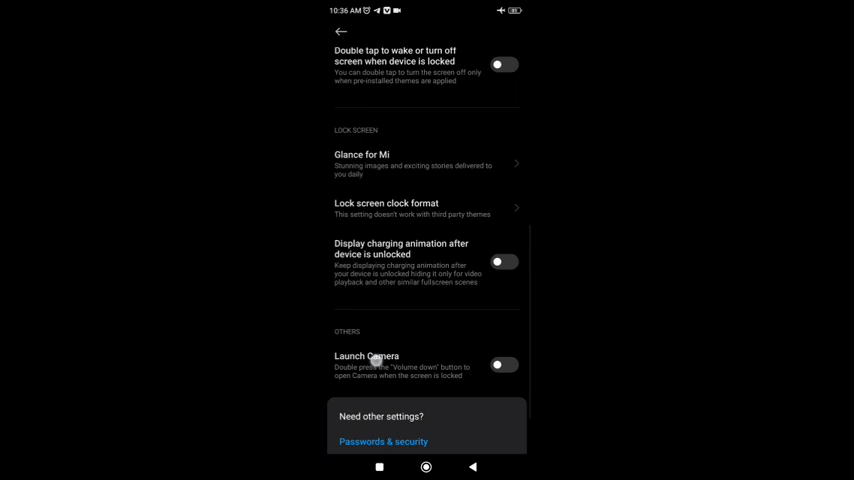 10:36 AM
81
Double tap to wake or turn off
screen when device is locked
You can double tap to turn the screen off only
when pre-installed themes are applied
LOCK SCREEN
Glance for Mi
Stunning images and exciting stories delivered to
you daily
Lock screen clock format
This setting doesn't work with third party themes
Display charging animation after
device is unlocked
Keep displaying charging animation after
your device is unlocked hiding it only for video
playback and other similar fullscreen scenes
OTHERS
Launch Camera
Double press the "Volume down" button to
open Camera when the screen is locked
Need other settings?
Passwords & security